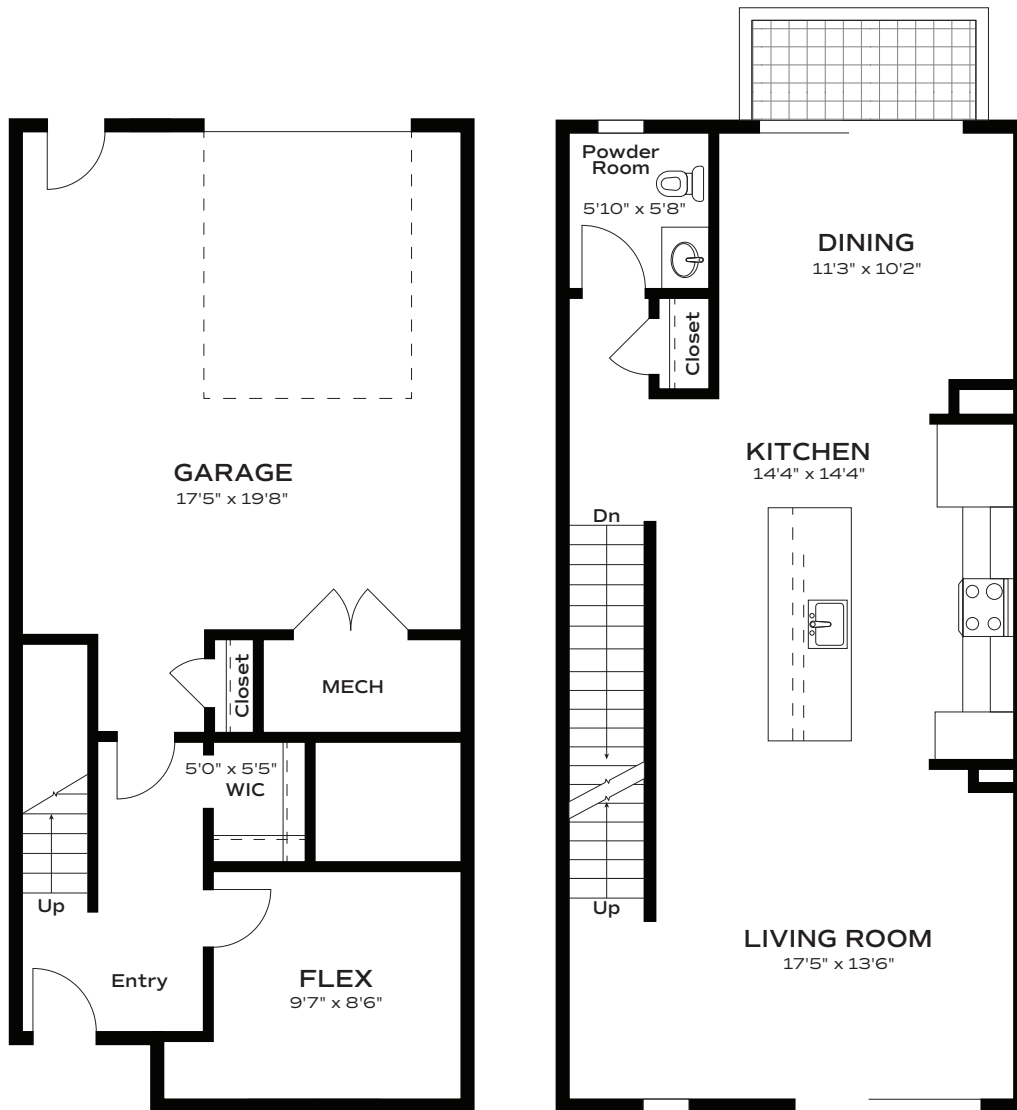 GARAGE
17'5" x 19'8"
Closet
MECH
5'0" x 5'5"
WIC
Up
Entry
FLEX
9'7" x 8'6"
Powder
Room
5'10" x 5'8"
DINING
11'3" x 10'2"
Closet
KITCHEN
14'4" x 14'4"
Dn
Up
LIVING ROOM
17'5" x 13'6"